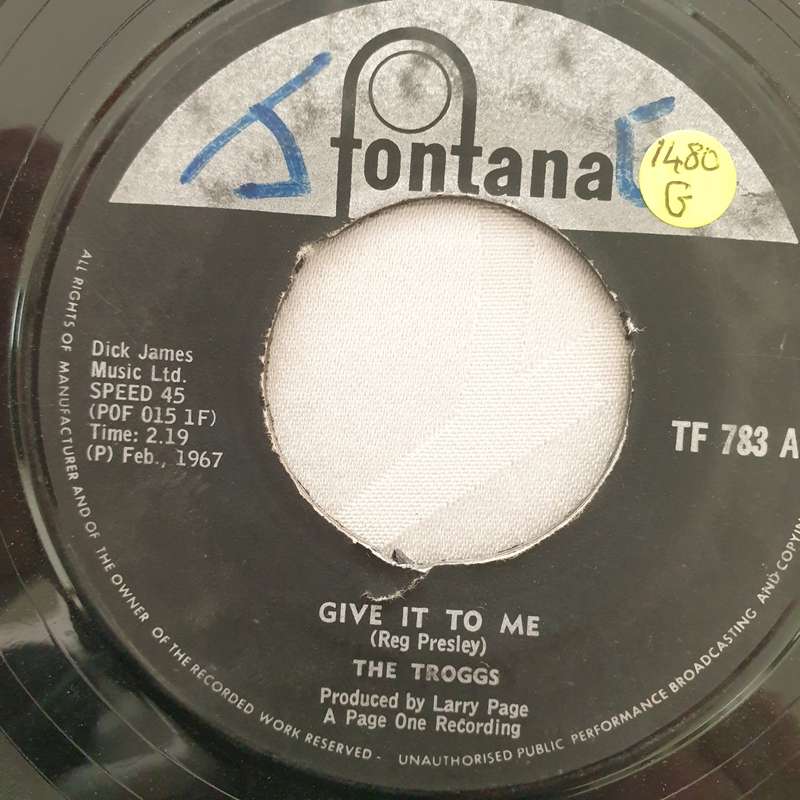 J
fontana
1480
G
Dick James
Music Ltd.
SPEED 45
(POF 015 1F)
Time: 2.19
(P) Feb., 1967
TF 783 A
GIVE IT TO ME
(Reg Presley)
THE TROGGS
Produced by Larry Page
A Page One Recording
ALL RIGHTS OF MANUFACTURER AND OF THE OWNER OF THE RECORDED WORK RESERVED - UNAUTHORISED PUBLIC PERFORMANCE BROADCASTING AND COPYIN